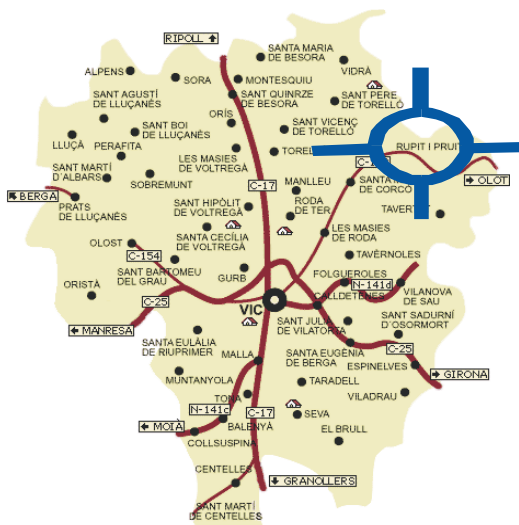 RIPOLL
SANTA MARIA
DE BESORA
VIDRÀ
ALPENS
SORA
MONTESQUIU
SANT QUINRZE
DE BESORA
SANT PERE
DE TORELLÓ
SANT AGUSTÍ
DE LLUÇANÈS
ORÍS
SANT VICENÇ
DE TORELLÓ
SANT BOI
DE LLUÇANÈS
LLUÇÀ
PERAFITA
RUPIT I PRUIT
LES MASIES
DE VOLTREGÀ
SANT MARTÍ
D'ALBARS
SOBREMUNT
C-17
MANLLEU
DE CORCÓ
OLOT
BERGA
PRATS
DE LLUÇANÈS
SANT HIPÒLIT
DE VOLTREGÀ
RODA
DE TER
OLOST
SANTA CECÍLIA
DE VOLTREGÀ
LES MASIES
DE RODA
C-154
TAVÈRNOLES
SANT BARTOMEU
DEL GRAU
GURB
FOLGUEROLES
N-141d
ORISTÀ
C-25
VILANOVA
DE SAU
CALLDETENES
VIC
MANRESA
SANT JULIÀ
DE VILATORTA
SANT SADURNÍ
D'OSORMORT
SANTA EULÀLIA
DE RIUPRIMER
MALLA
SANTA EUGÈNIA
DE BERGA
C-25
ESPINELVES
GIRONA
MUNTANYOLA
TARADELL
VILADRAU
TONA
N-141c
C-17
SEVA
MOIÀ
BALENYÀ
EL BRULL
COLLSUSPINA
CENTELLES
GRANOLLERS
SANT MARTÍ
DE CENTELLES